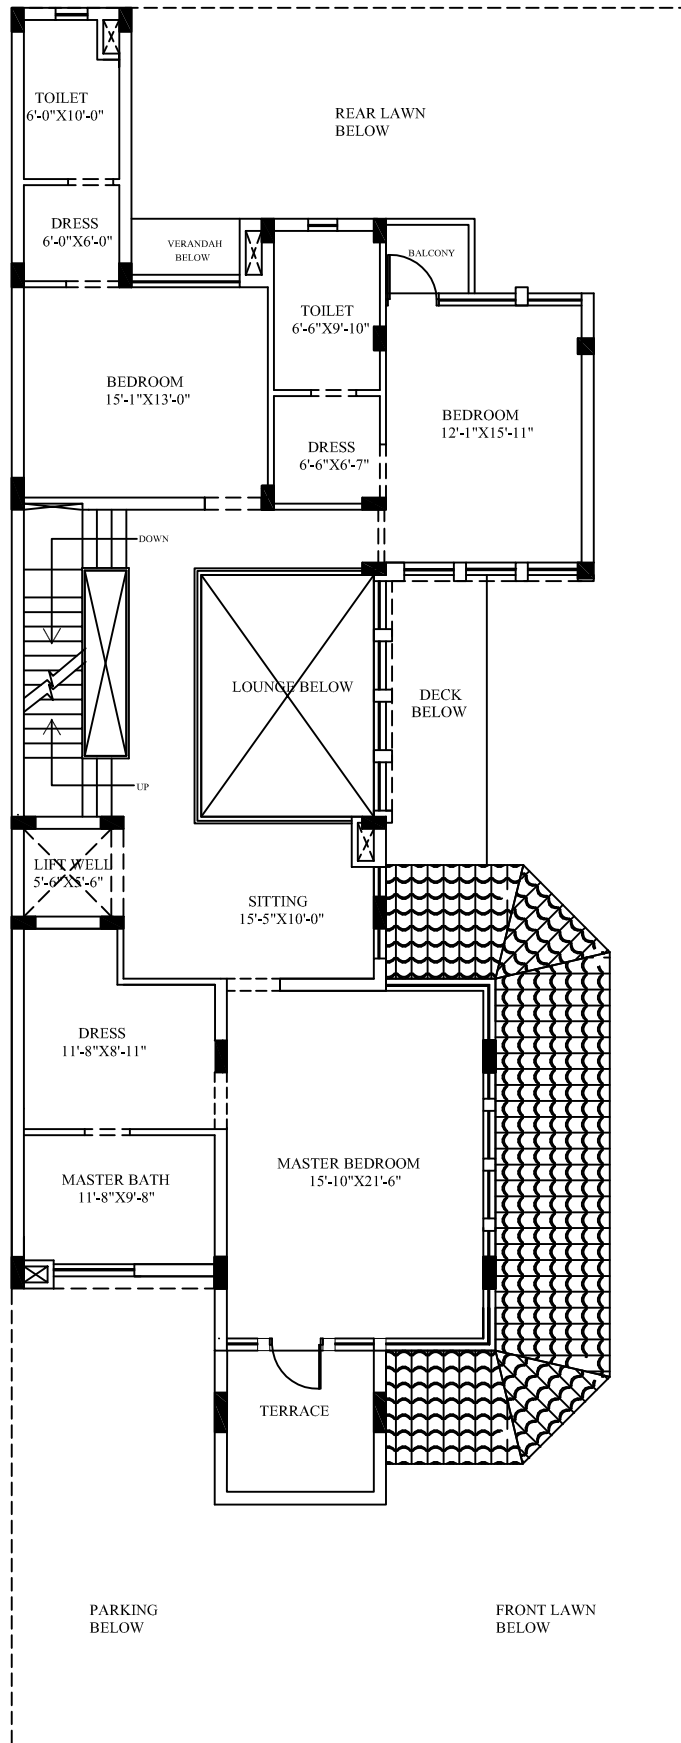 TOILET
6'-0"X10'-0"
REAR LAWN
BELOW
DRESS
6'-0"X6'-0"
VERANDAH
BELOW
BALCONY
TOILET
6'-6"X9'-10"
BEDROOM
15'-1"X13'-0"
BEDROOM
12'-1"X15'-11"
DRESS
6'-6"X6'-7"
DOWN
LOUNGE BELOW
DECK
BELOW
UP
LIFT WELL
5'-6"X5'-6"
SITTING
15'-5"X10'-0"
DRESS
11'-8"X8'-11"
MASTER BATH
11'-8"X9'-8"
MASTER BEDROOM
15'-10"X21'-6"
TERRACE
PARKING
BELOW
FRONT LAWN
BELOW